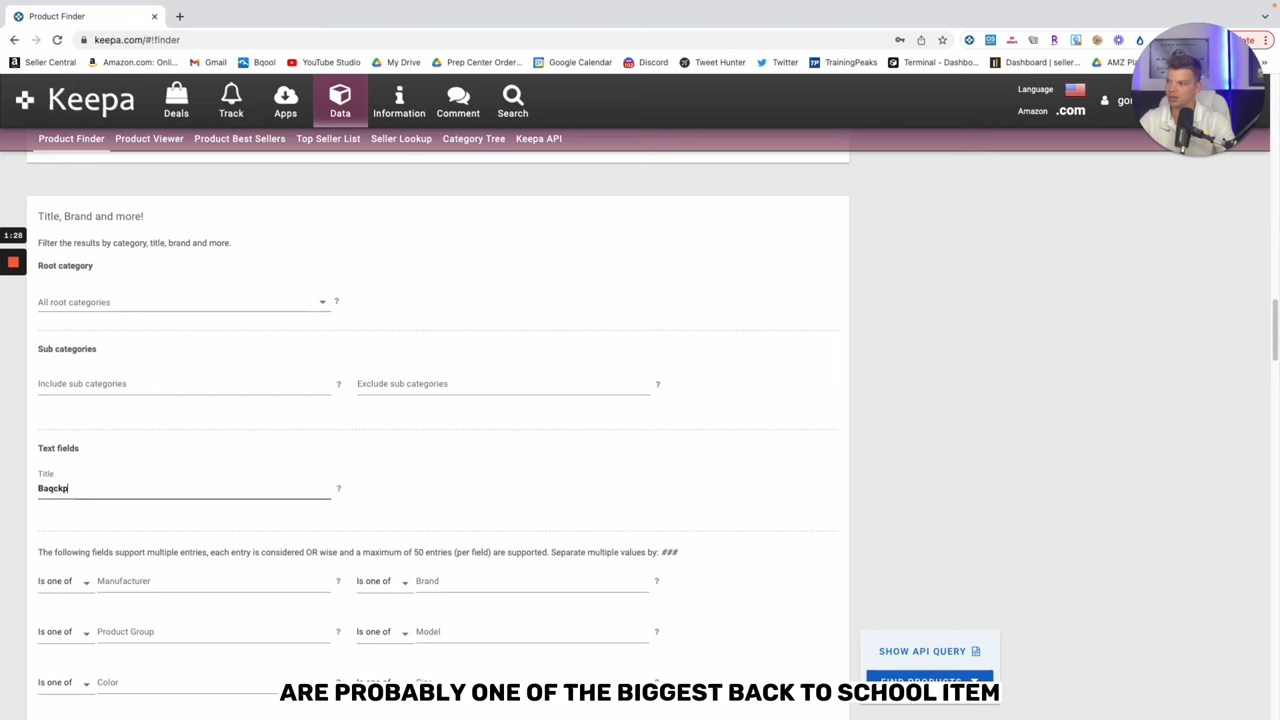 Product Finder
keepa.com/#!finder
Seller Central
Amazon.com: Onli...
Gmail
Bqool
YouTube Studio
My Drive
Prep Center Order...
Google Calendar
Discord
Tweet Hunter
Twitter
TrainingPeaks
Terminal - Dashbo...
Dashboard | seller...
AMZ Pl
Keepa
Deals
Track
Apps
Data
Information
Comment
Search
Language
Amazon .com
Product Finder
Product Viewer
Product Best Sellers
Top Seller List
Seller Lookup
Category Tree
Keepa API
Title, Brand and more!
1:28
Filter the results by category, title, brand and more.
Root category
All root categories ?
Sub categories
Include sub categories ? Exclude sub categories ?
Text fields
Title
Baqckp ?
The following fields support multiple entries, each entry is considered OR wise and a maximum of 50 entries (per field) are supported. Separate multiple values by: ###
Is one of Manufacturer ? Is one of Brand ?
Is one of Product Group ? Is one of Model ?
SHOW API QUERY
Is one of Color
FIND PRODUCTS
ARE PROBABLY ONE OF THE BIGGEST BACK TO SCHOOL ITEM